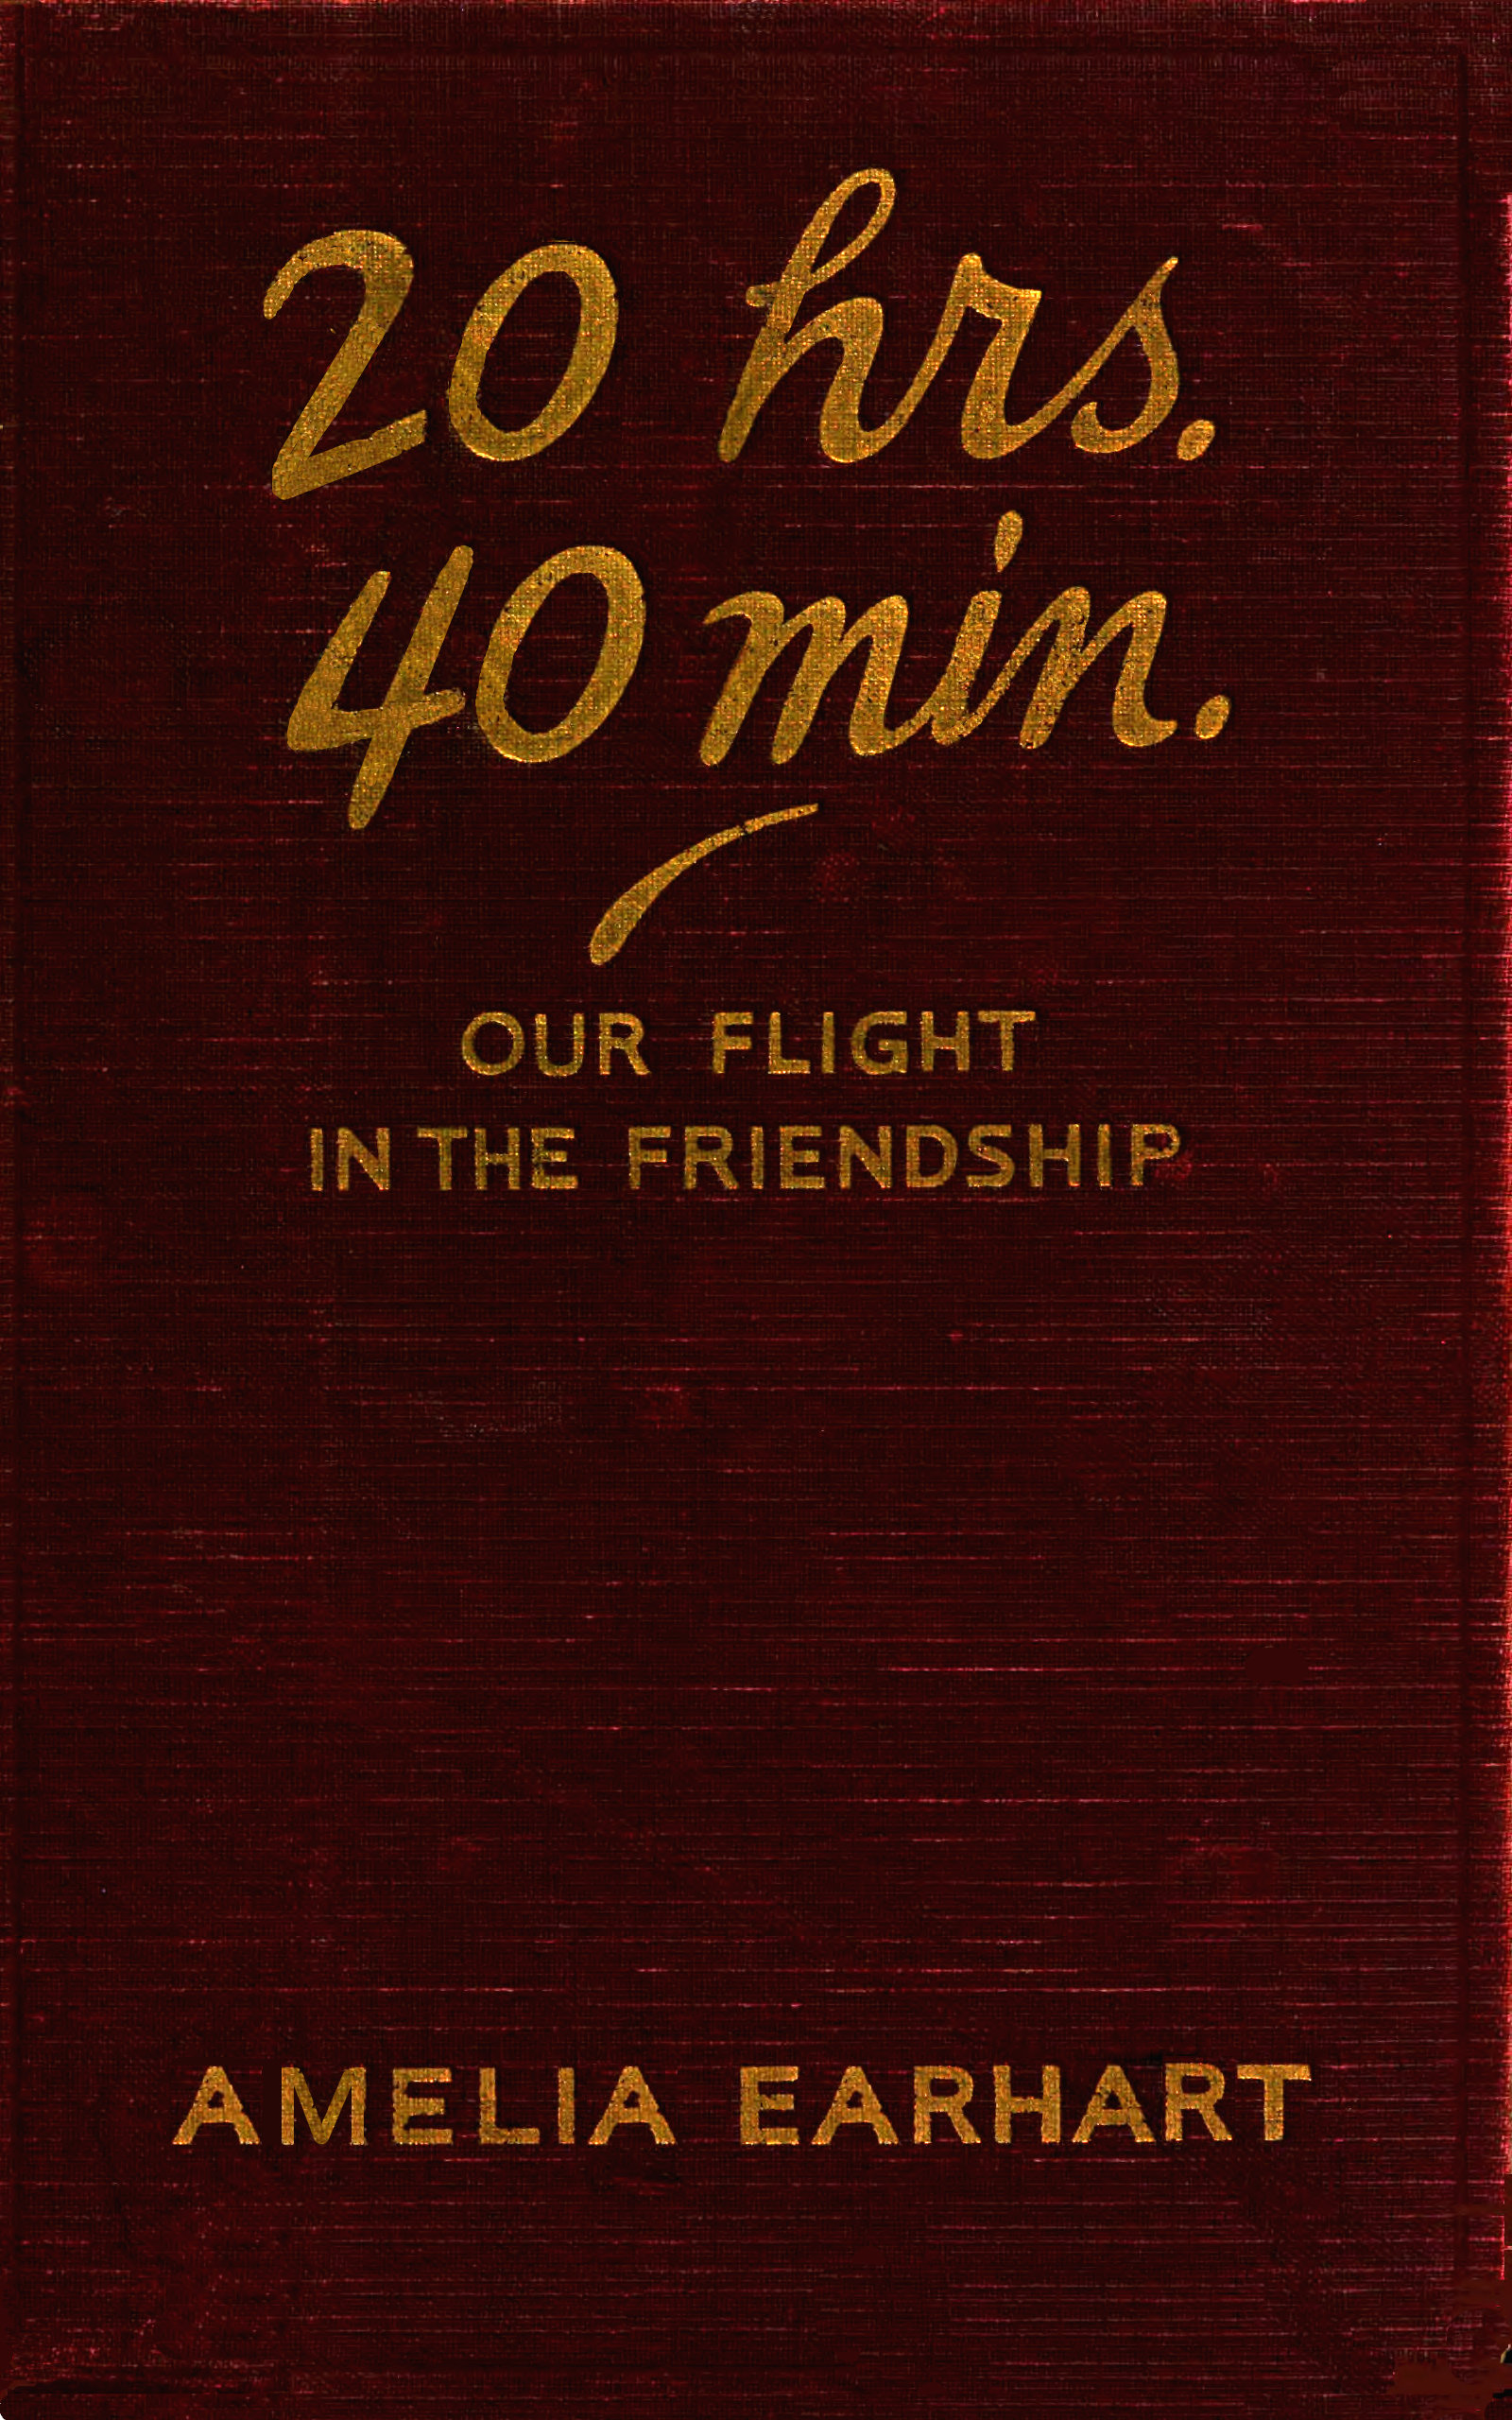 20 hrs.
40 min.
OUR FLIGHT
IN THE FRIENDSHIP
AMELIA EARHART